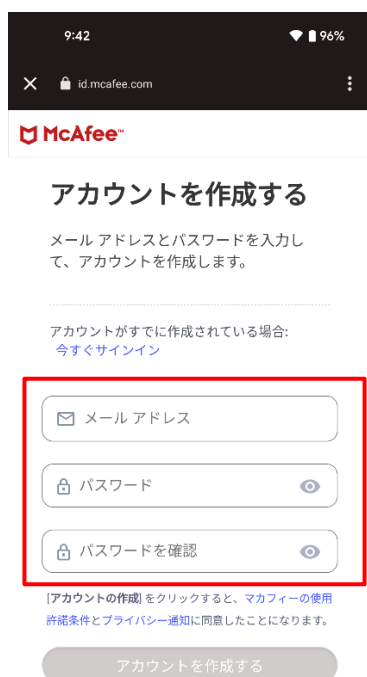 9:42
96%
id.mcafee.com
McAfee™
アカウントを作成する
メール アドレスとパスワードを入力し
て、アカウントを作成します。
アカウントがすでに作成されている場合:
今すぐサインイン
メール アドレス
パスワード
パスワードを確認
[アカウントの作成] をクリックすると、マカフィーの使用
許諾条件とプライバシー通知に同意したことになります。
アカウントを作成する